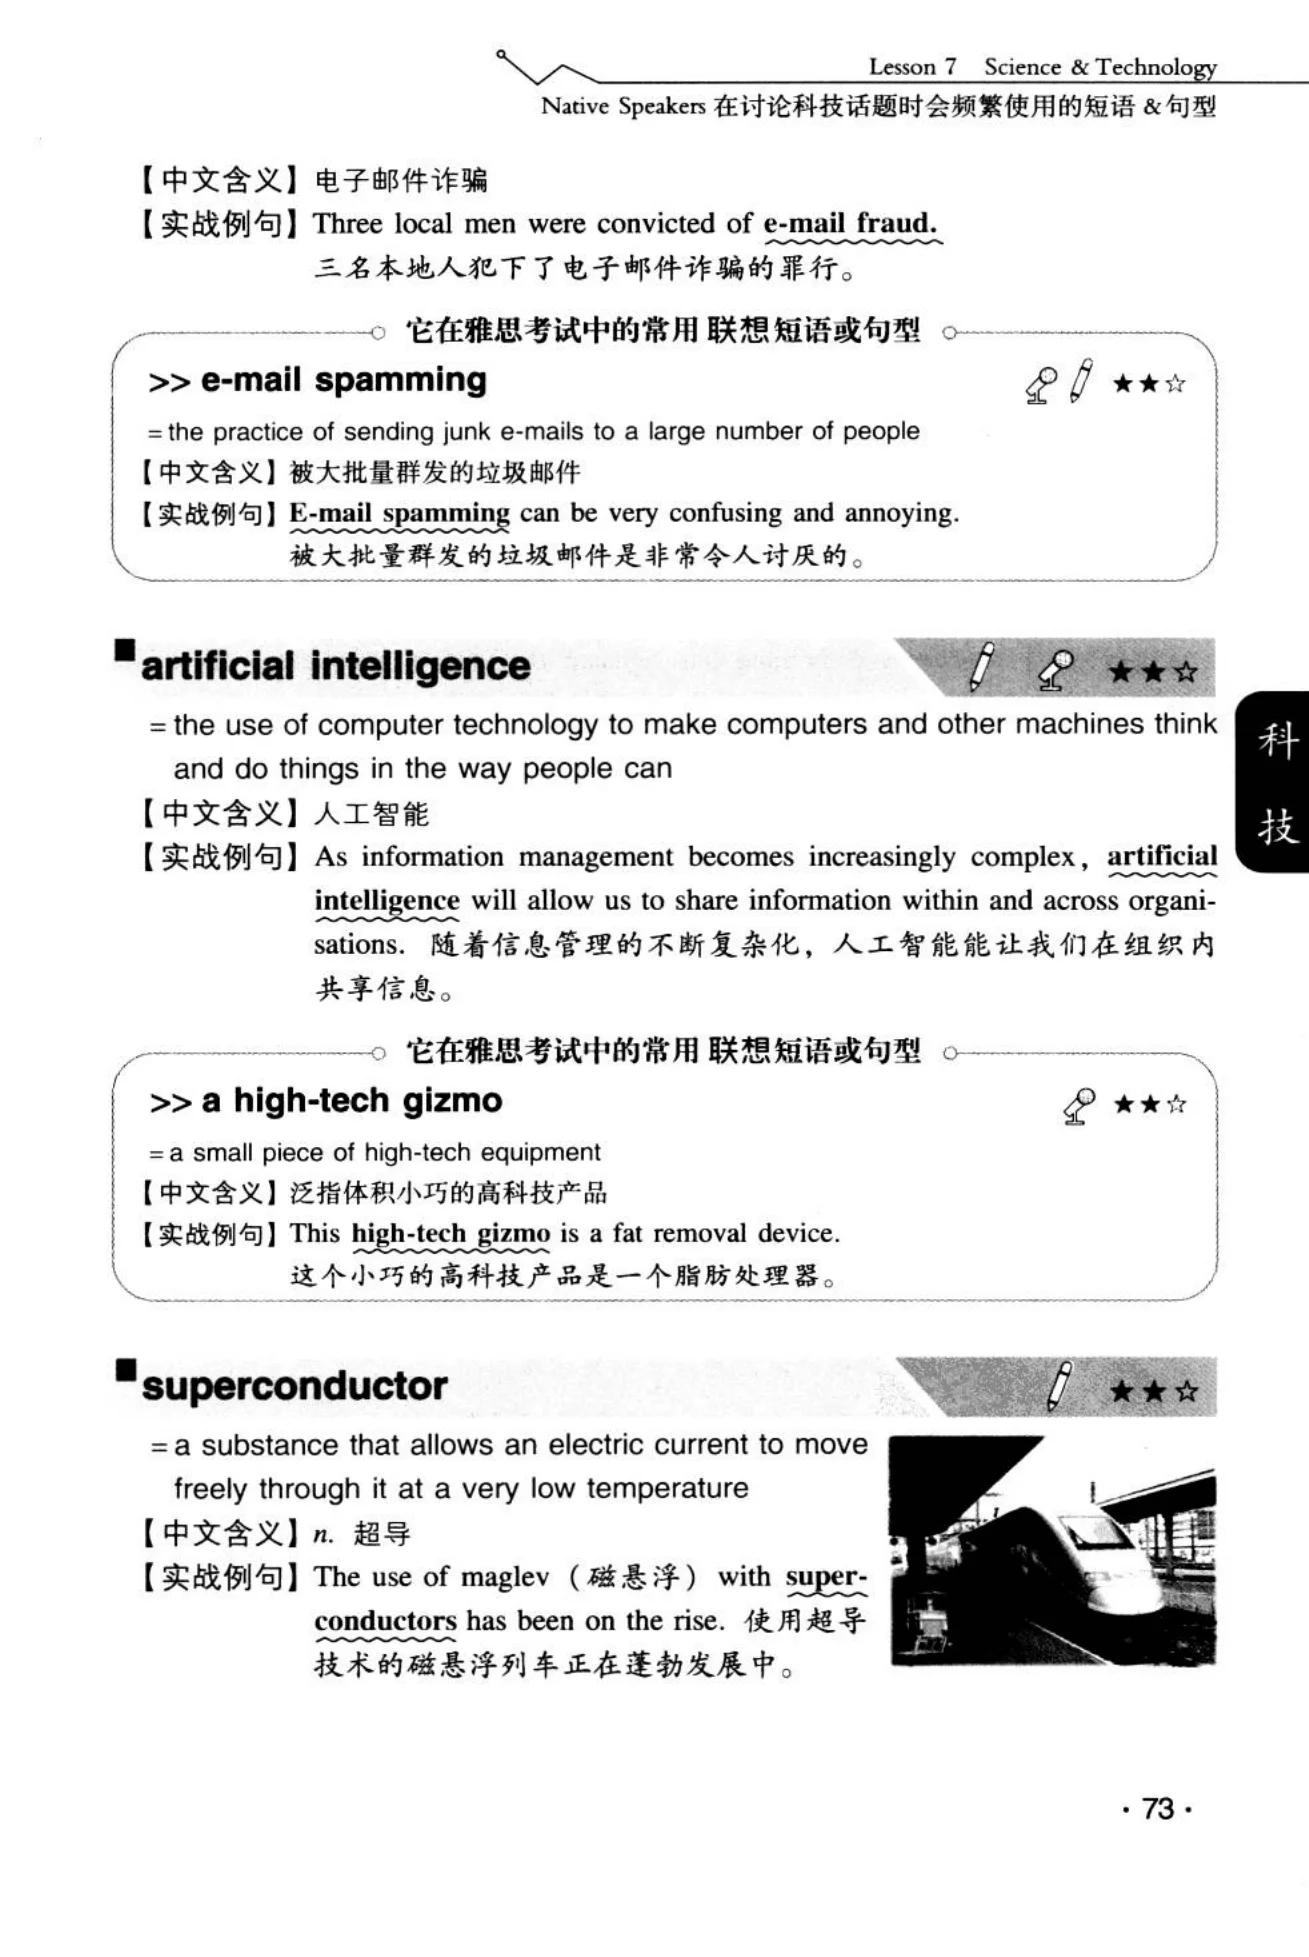 Lesson 7 Science & Technology
Native Speakers 在讨论科技话题时会频繁使用的短语 &句型
【中文含义】电子邮件诈骗
【实战例句】Three local men were convicted of e-mail fraud.
三名本地人犯下了电子邮件诈骗的罪行。
它在雅思考试中的常用联想短语或句型
>> e-mail spamming ★★☆
= the practice of sending junk e-mails to a large number of people
【中文含义】被大批量群发的垃圾邮件
【实战例句】E-mail spamming can be very confusing and annoying.
被大批量群发的垃圾邮件是非常令人讨厌的。
■artificial intelligence ★★☆
= the use of computer technology to make computers and other machines think
and do things in the way people can
【中文含义】人工智能
【实战例句】As information management becomes increasingly complex, artificial
intelligence will allow us to share information within and across organi-
sations. 随着信息管理的不断复杂化，人工智能能让我们在组织内
共享信息。
它在雅思考试中的常用联想短语或句型
>> a high-tech gizmo ★★☆
= a small piece of high-tech equipment
【中文含义】泛指体积小巧的高科技产品
【实战例句】This high-tech gizmo is a fat removal device.
这个小巧的高科技产品是一个脂肪处理器。
■superconductor ★★☆
= a substance that allows an electric current to move
freely through it at a very low temperature
【中文含义】n. 超导
【实战例句】The use of maglev（磁悬浮）with super-
conductors has been on the rise. 使用超导
技术的磁悬浮列车正在蓬勃发展中。
科
技
· 73 ·